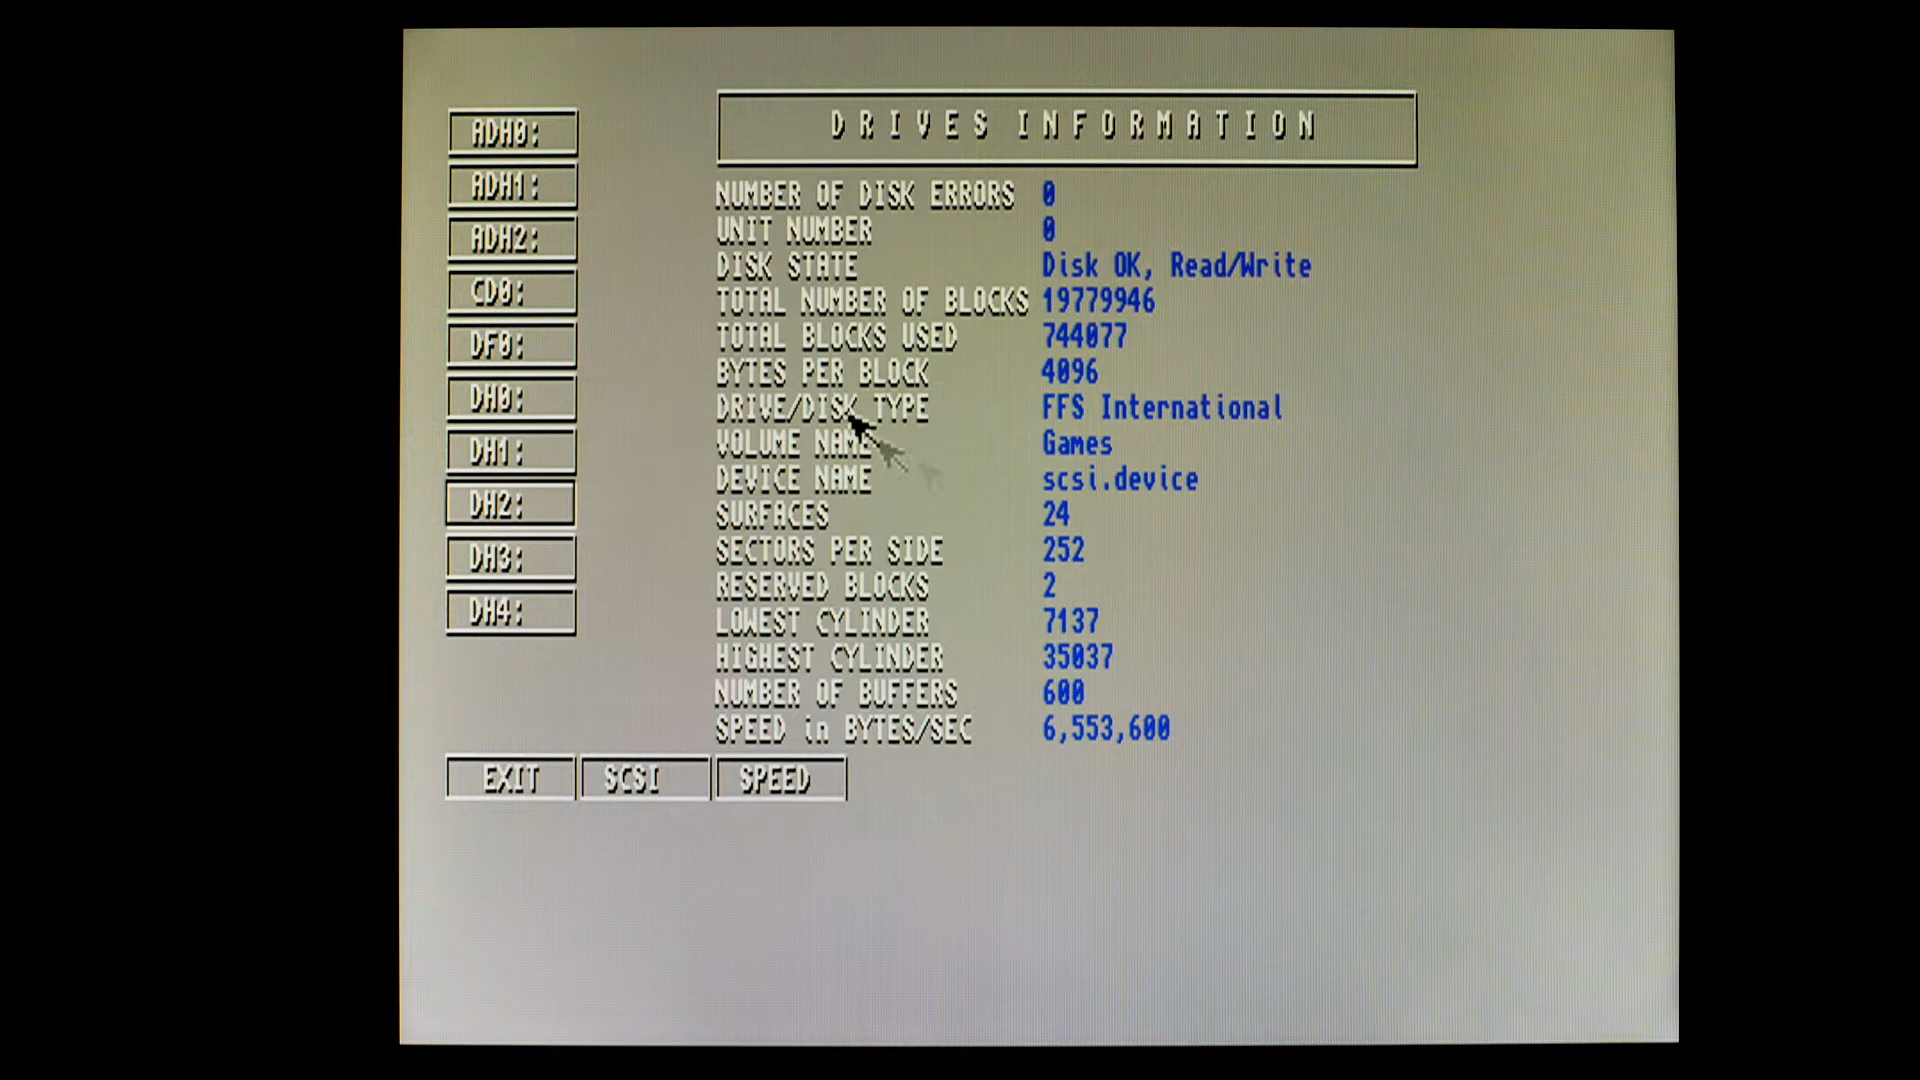 DRIVES INFORMATION
ADH0:
ADH1:
ADH2:
CD0:
DF0:
DH0:
DH1:
DH2:
DH3:
DH4:
NUMBER OF DISK ERRORS 0
UNIT NUMBER 0
DISK STATE Disk OK, Read/Write
TOTAL NUMBER OF BLOCKS 19779946
TOTAL BLOCKS USED 744077
BYTES PER BLOCK 4096
DRIVE/DISK TYPE FFS International
VOLUME NAME Games
DEVICE NAME scsi.device
SURFACES 24
SECTORS PER SIDE 252
RESERVED BLOCKS 2
LOWEST CYLINDER 7137
HIGHEST CYLINDER 35037
NUMBER OF BUFFERS 600
SPEED in BYTES/SEC 6,553,600
EXIT SCSI SPEED